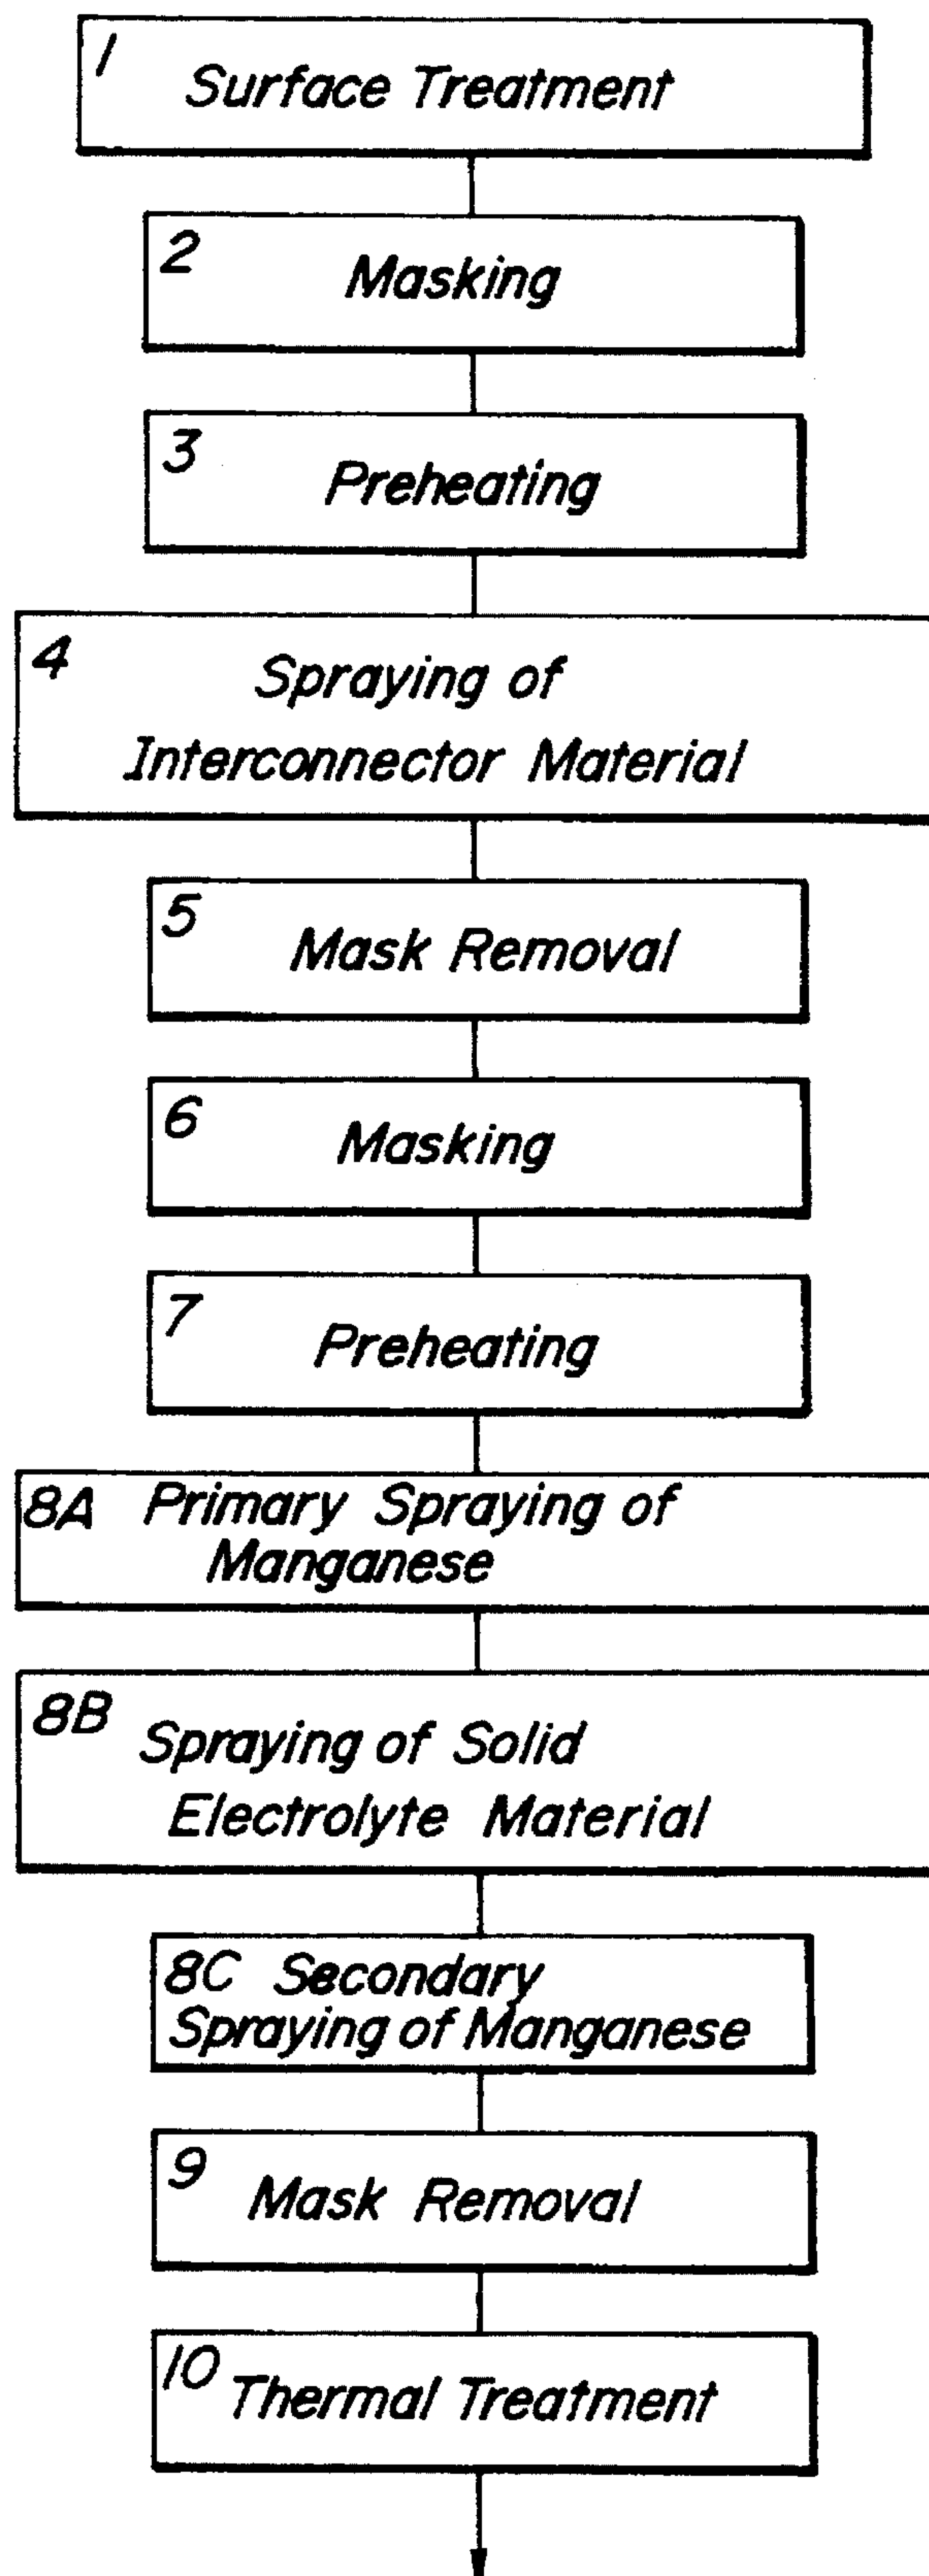 1 Surface Treatment
2 Masking
3 Preheating
4 Spraying of
Interconnector Material
5 Mask Removal
6 Masking
7 Preheating
8A Primary Spraying of
Manganese
8B Spraying of Solid
Electrolyte Material
8C Secondary
Spraying of Manganese
9 Mask Removal
10 Thermal Treatment